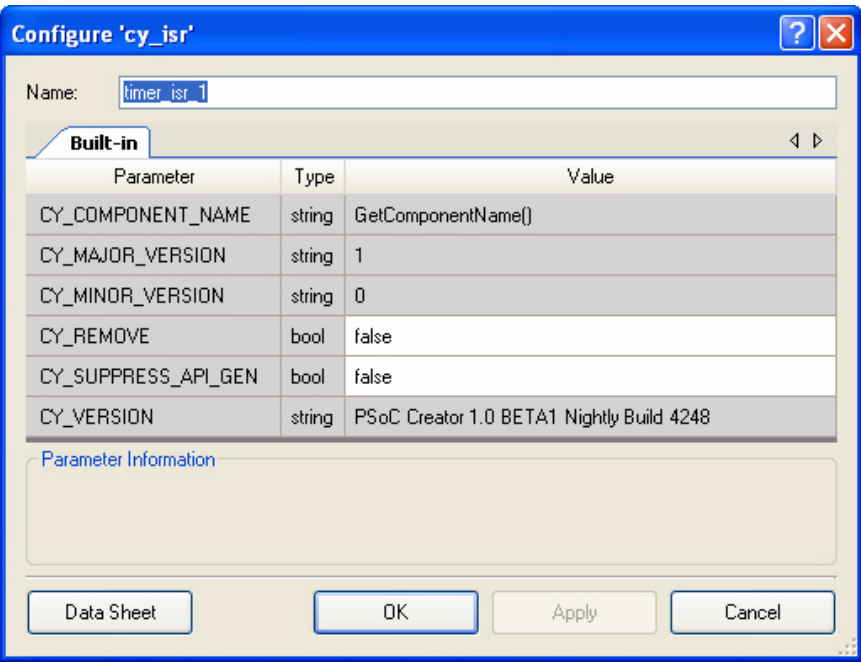 Configure 'cy_isr'
Name: timer_isr_1
Built-in
Parameter Type Value
CY_COMPONENT_NAME string GetComponentName()
CY_MAJOR_VERSION string 1
CY_MINOR_VERSION string 0
CY_REMOVE bool false
CY_SUPPRESS_API_GEN bool false
CY_VERSION string PSoC Creator 1.0 BETA1 Nightly Build 4248
Parameter Information
Data Sheet OK Apply Cancel